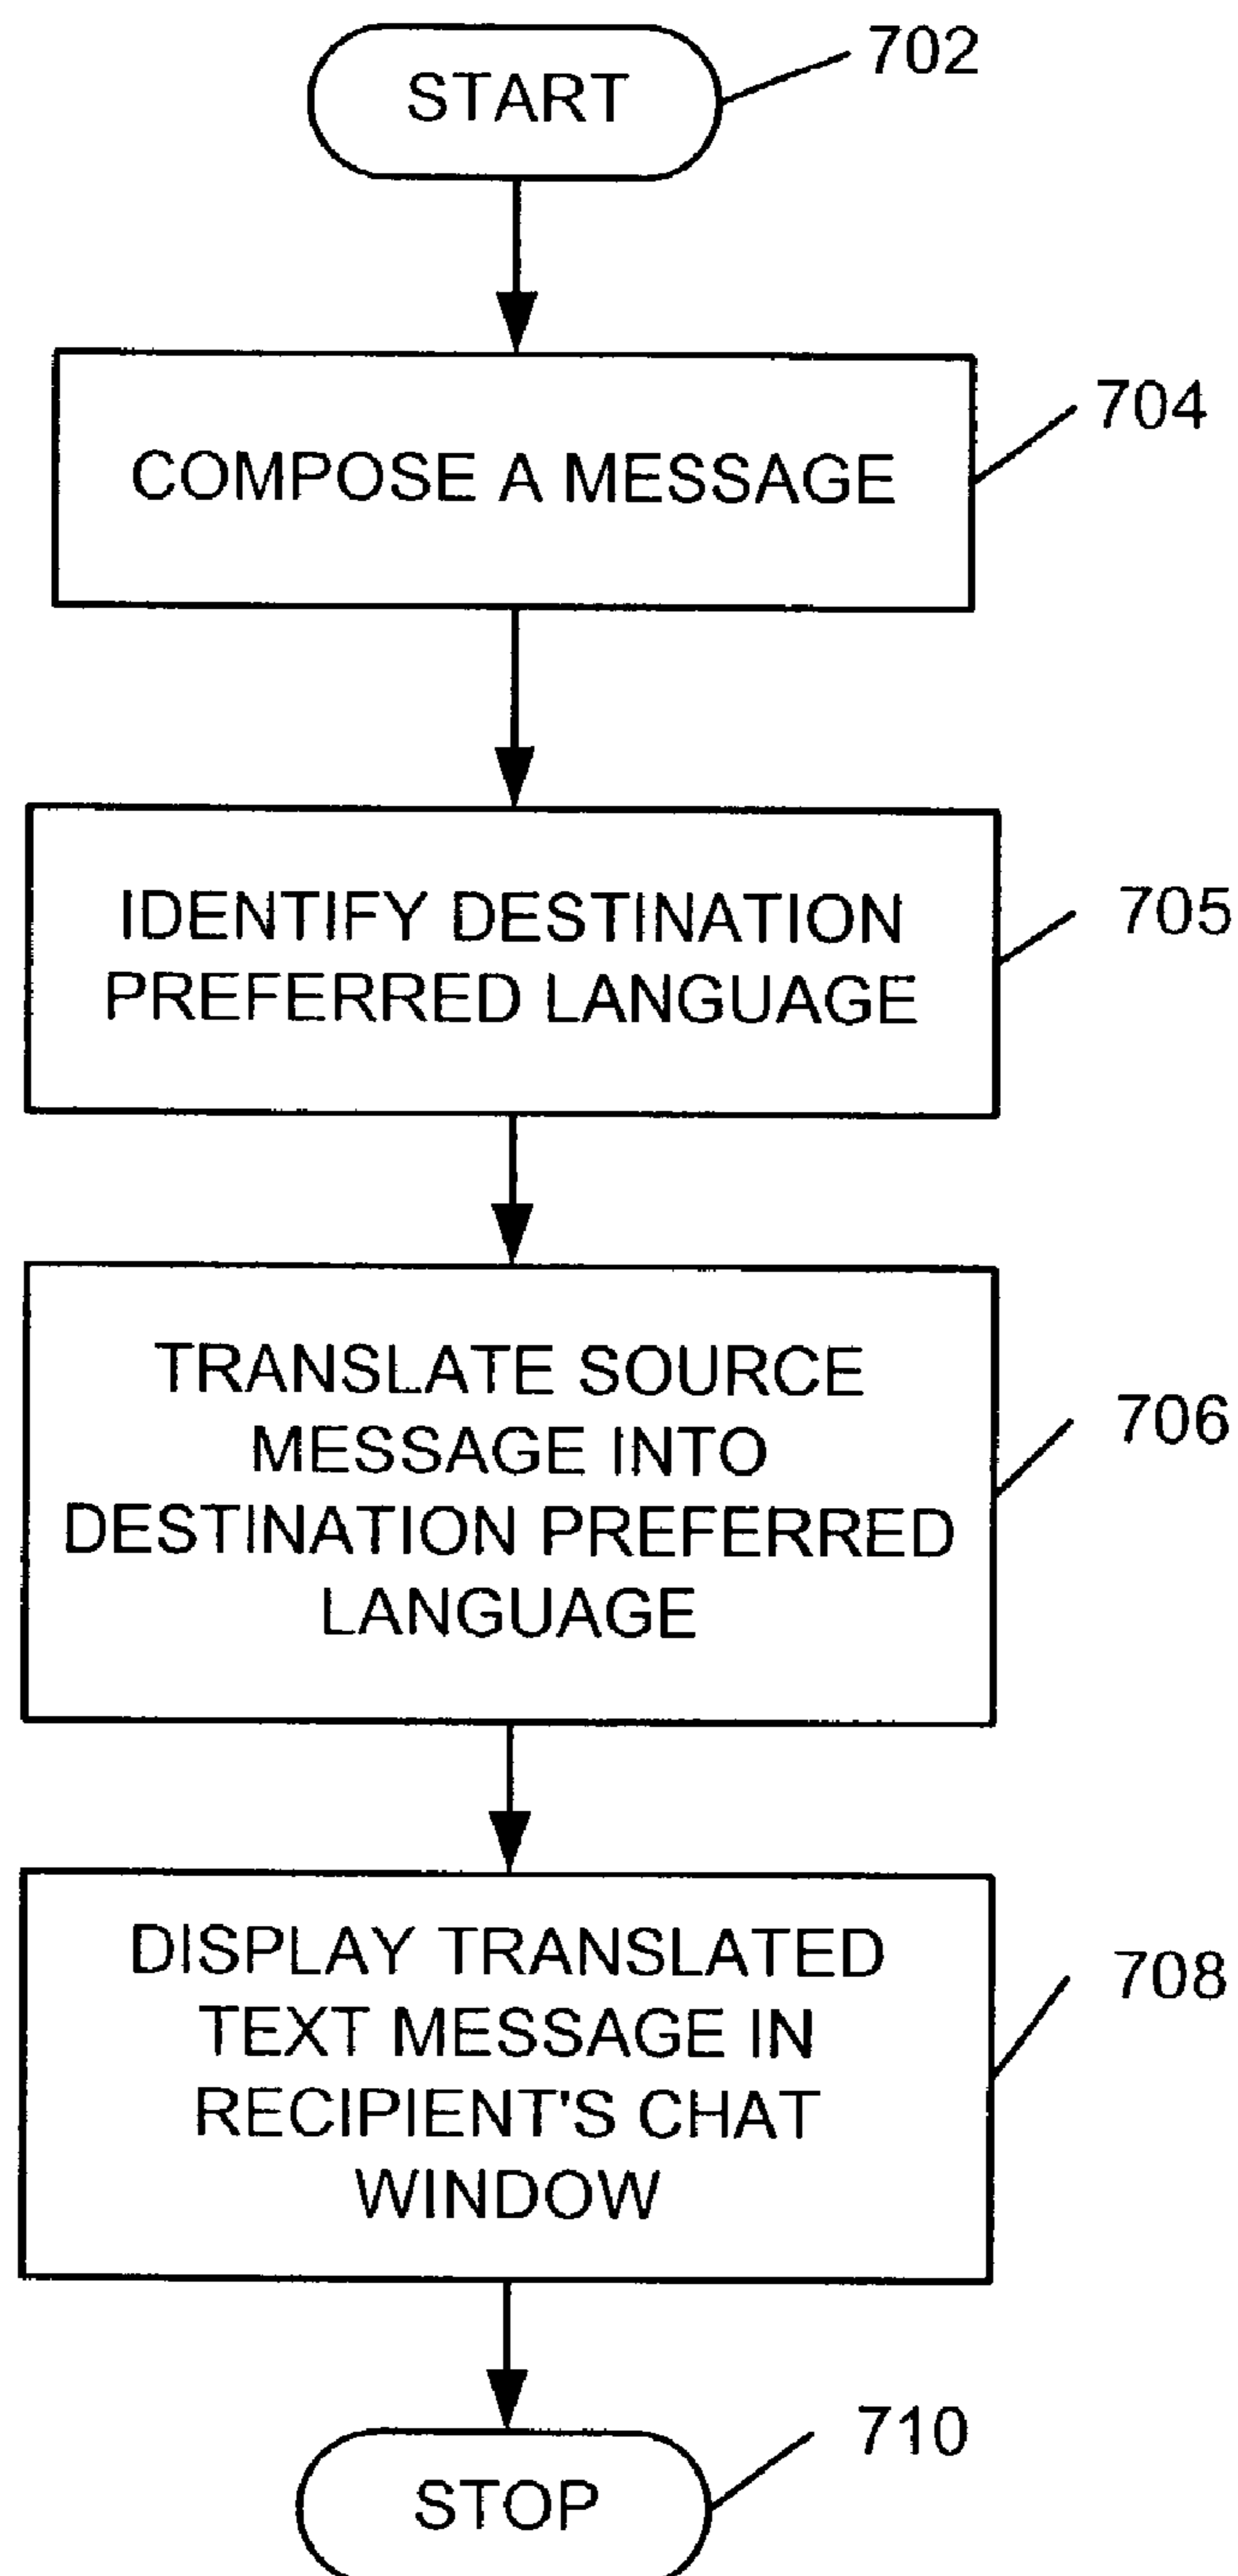 START
702
COMPOSE A MESSAGE
704
IDENTIFY DESTINATION
PREFERRED LANGUAGE
705
TRANSLATE SOURCE
MESSAGE INTO
DESTINATION PREFERRED
LANGUAGE
706
DISPLAY TRANSLATED
TEXT MESSAGE IN
RECIPIENT'S CHAT
WINDOW
708
STOP
710